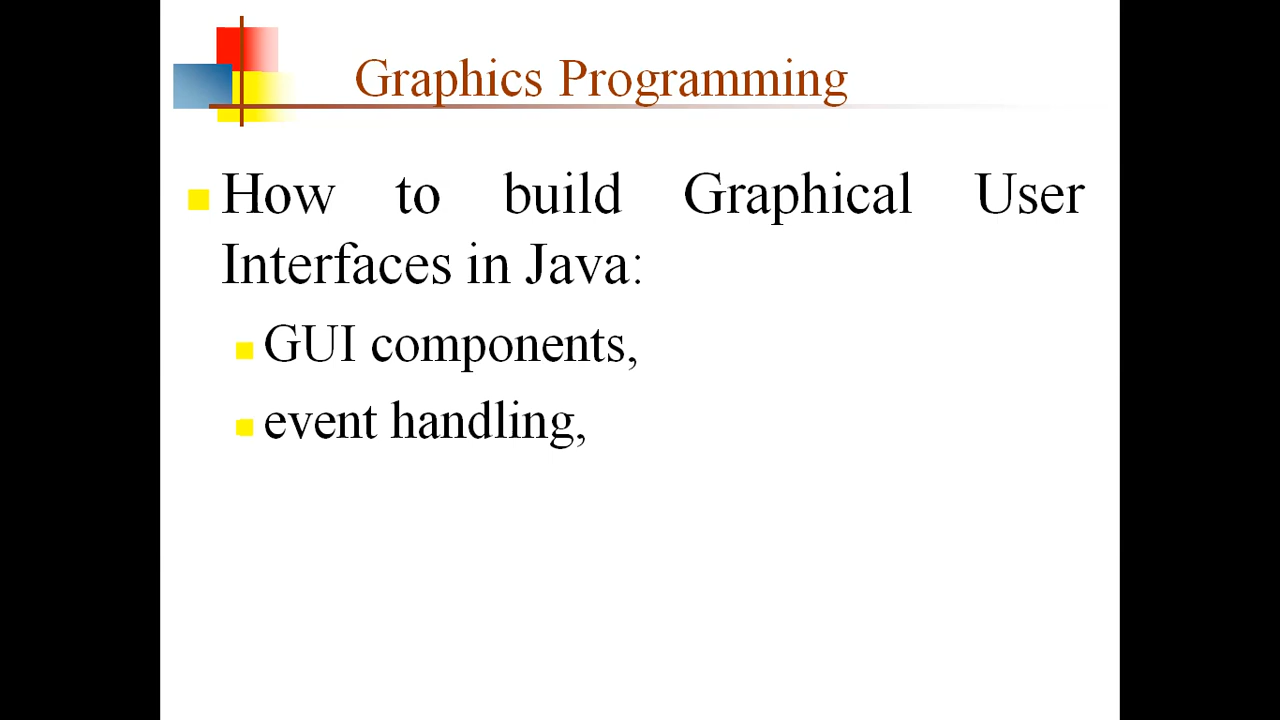 Graphics Programming
How to build Graphical User
Interfaces in Java:
GUI components,
event handling,